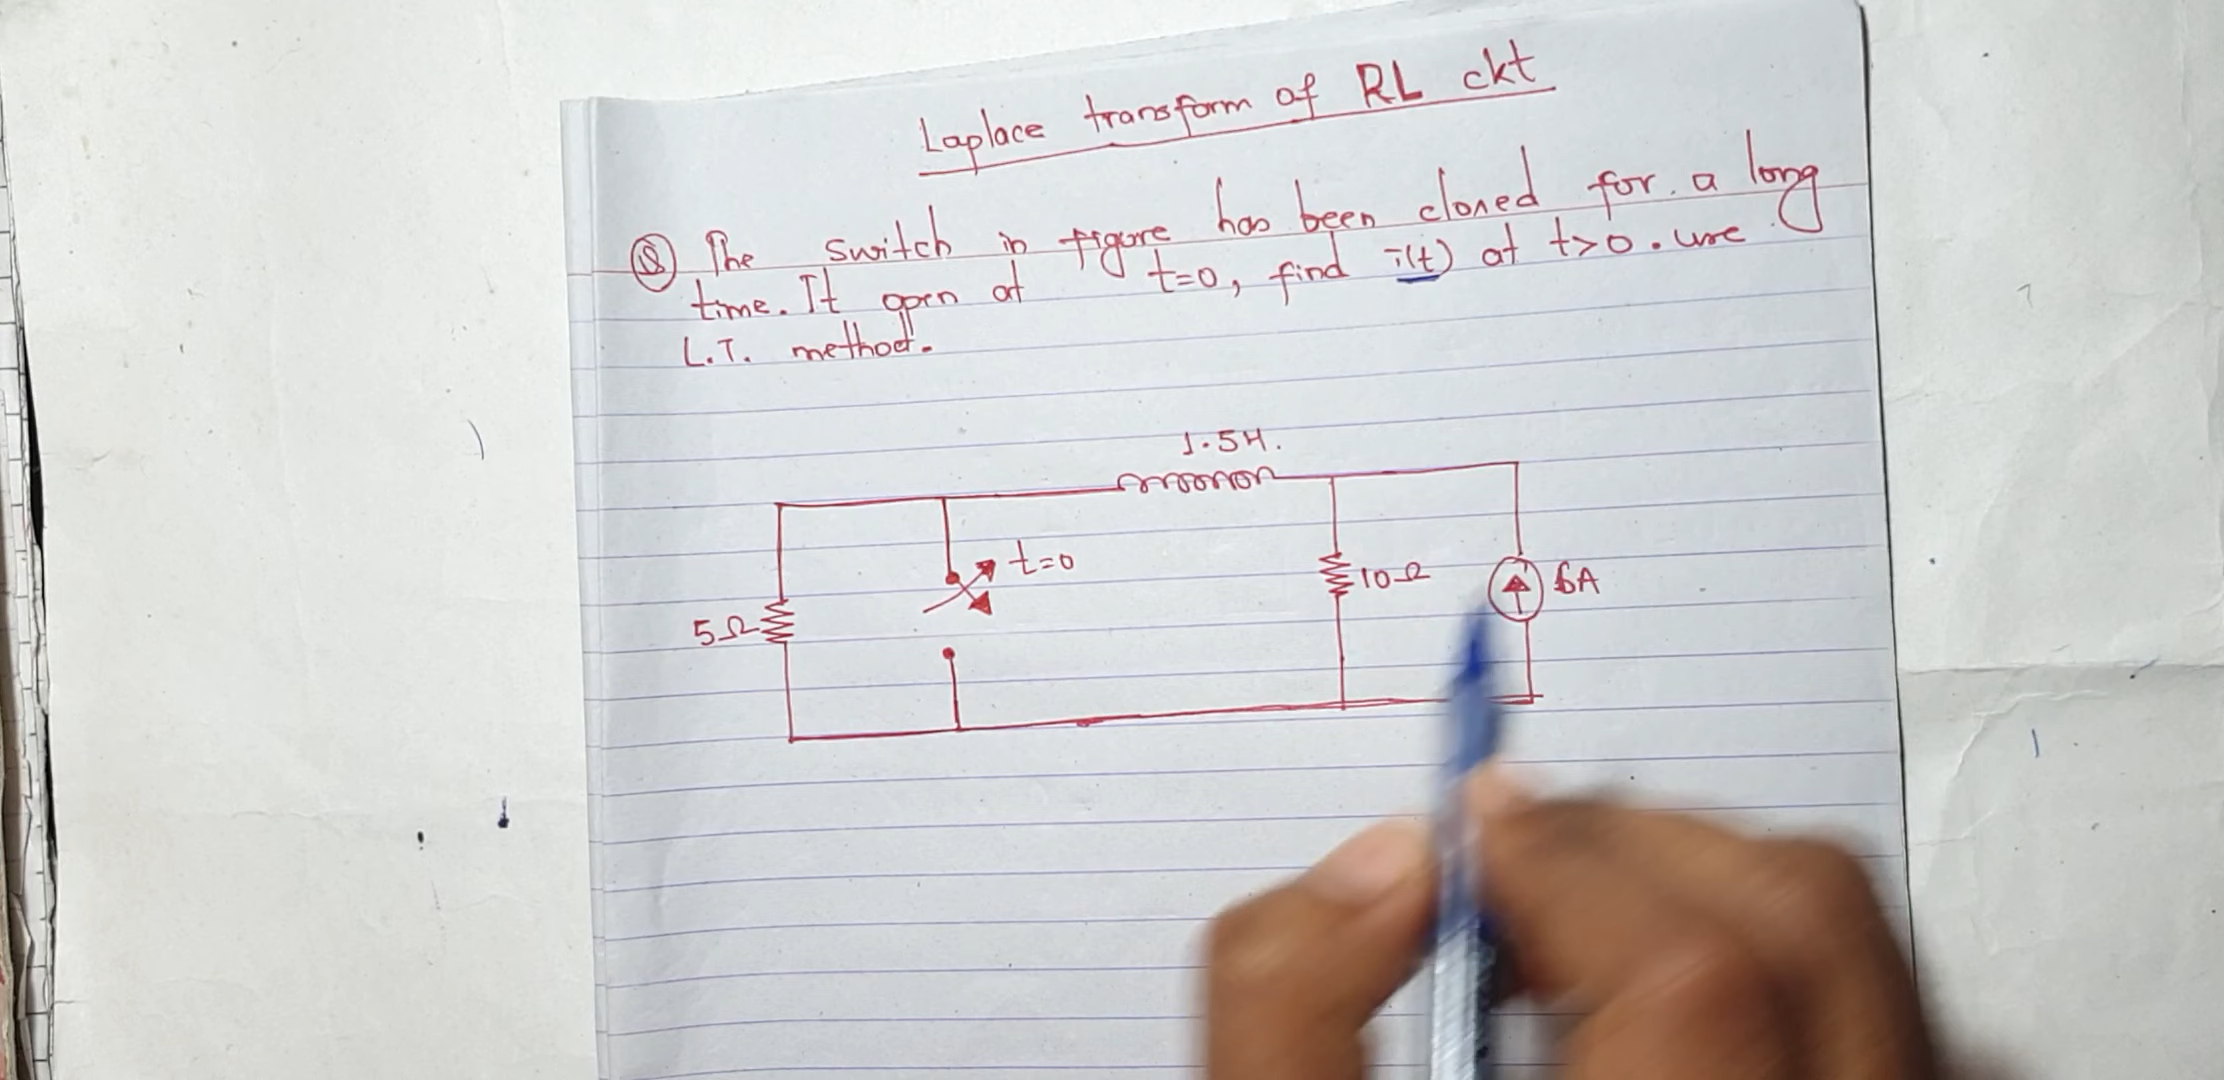 Laplace transform of RL ckt
Q The switch in figure has been closed for a long
time. It open at t=0, find i(t) at t>0. use
L.T. method.
1.5H.
t=0
5Ω
10Ω
6A